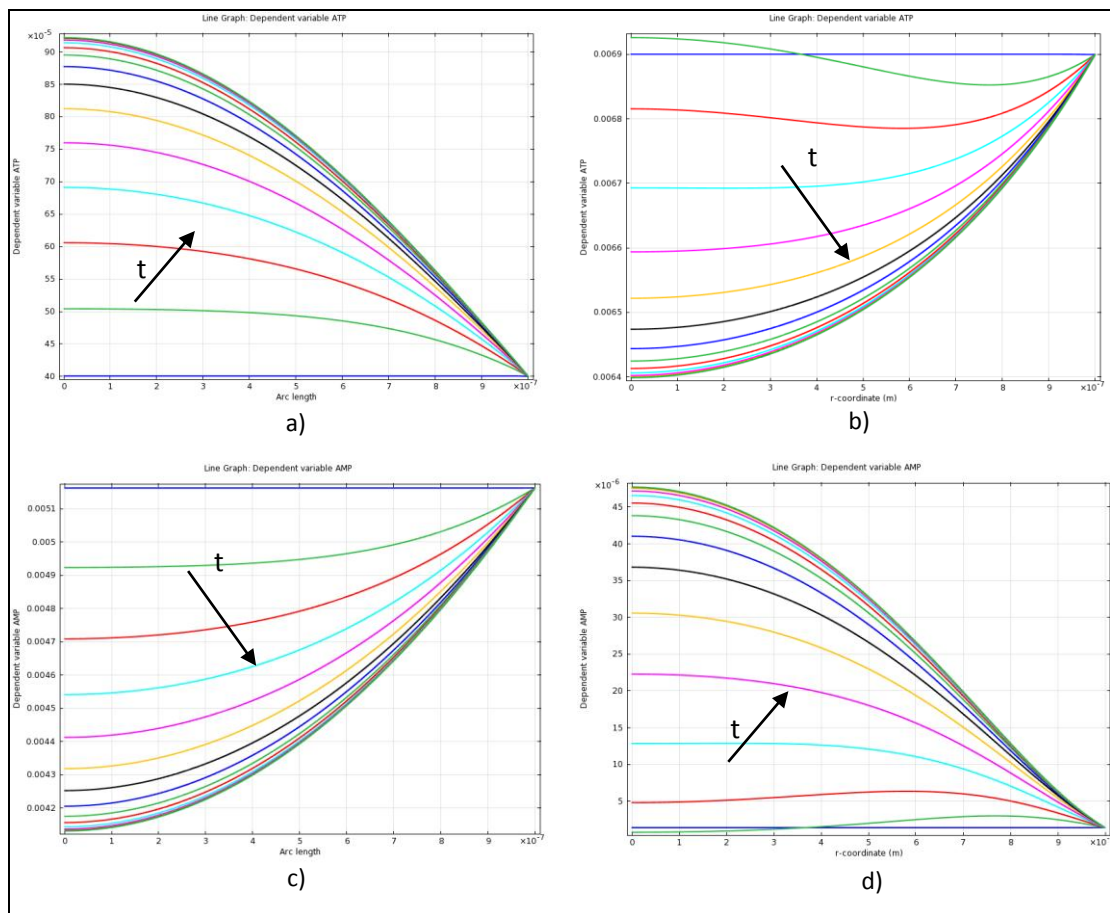 Line Graph: Dependent variable ATP
×10⁻⁵
90
85
80
75
70
65
60
55
50
45
40
Dependent variable ATP
t
0 1 2 3 4 5 6 7 8 9 ×10⁻⁷
Arc length
a)
Line Graph: Dependent variable ATP
0.0069
0.0068
0.0067
0.0066
0.0065
0.0064
Dependent variable ATP
t
0 1 2 3 4 5 6 7 8 9 ×10⁻⁷
r-coordinate (m)
b)
Line Graph: Dependent variable AMP
0.0051
0.005
0.0049
0.0048
0.0047
0.0046
0.0045
0.0044
0.0043
0.0042
Dependent variable AMP
t
0 1 2 3 4 5 6 7 8 9 ×10⁻⁷
Arc length
c)
Line Graph: Dependent variable AMP
×10⁻⁶
45
40
35
30
25
20
15
10
5
Dependent variable AMP
t
0 1 2 3 4 5 6 7 8 9 ×10⁻⁷
r-coordinate (m)
d)